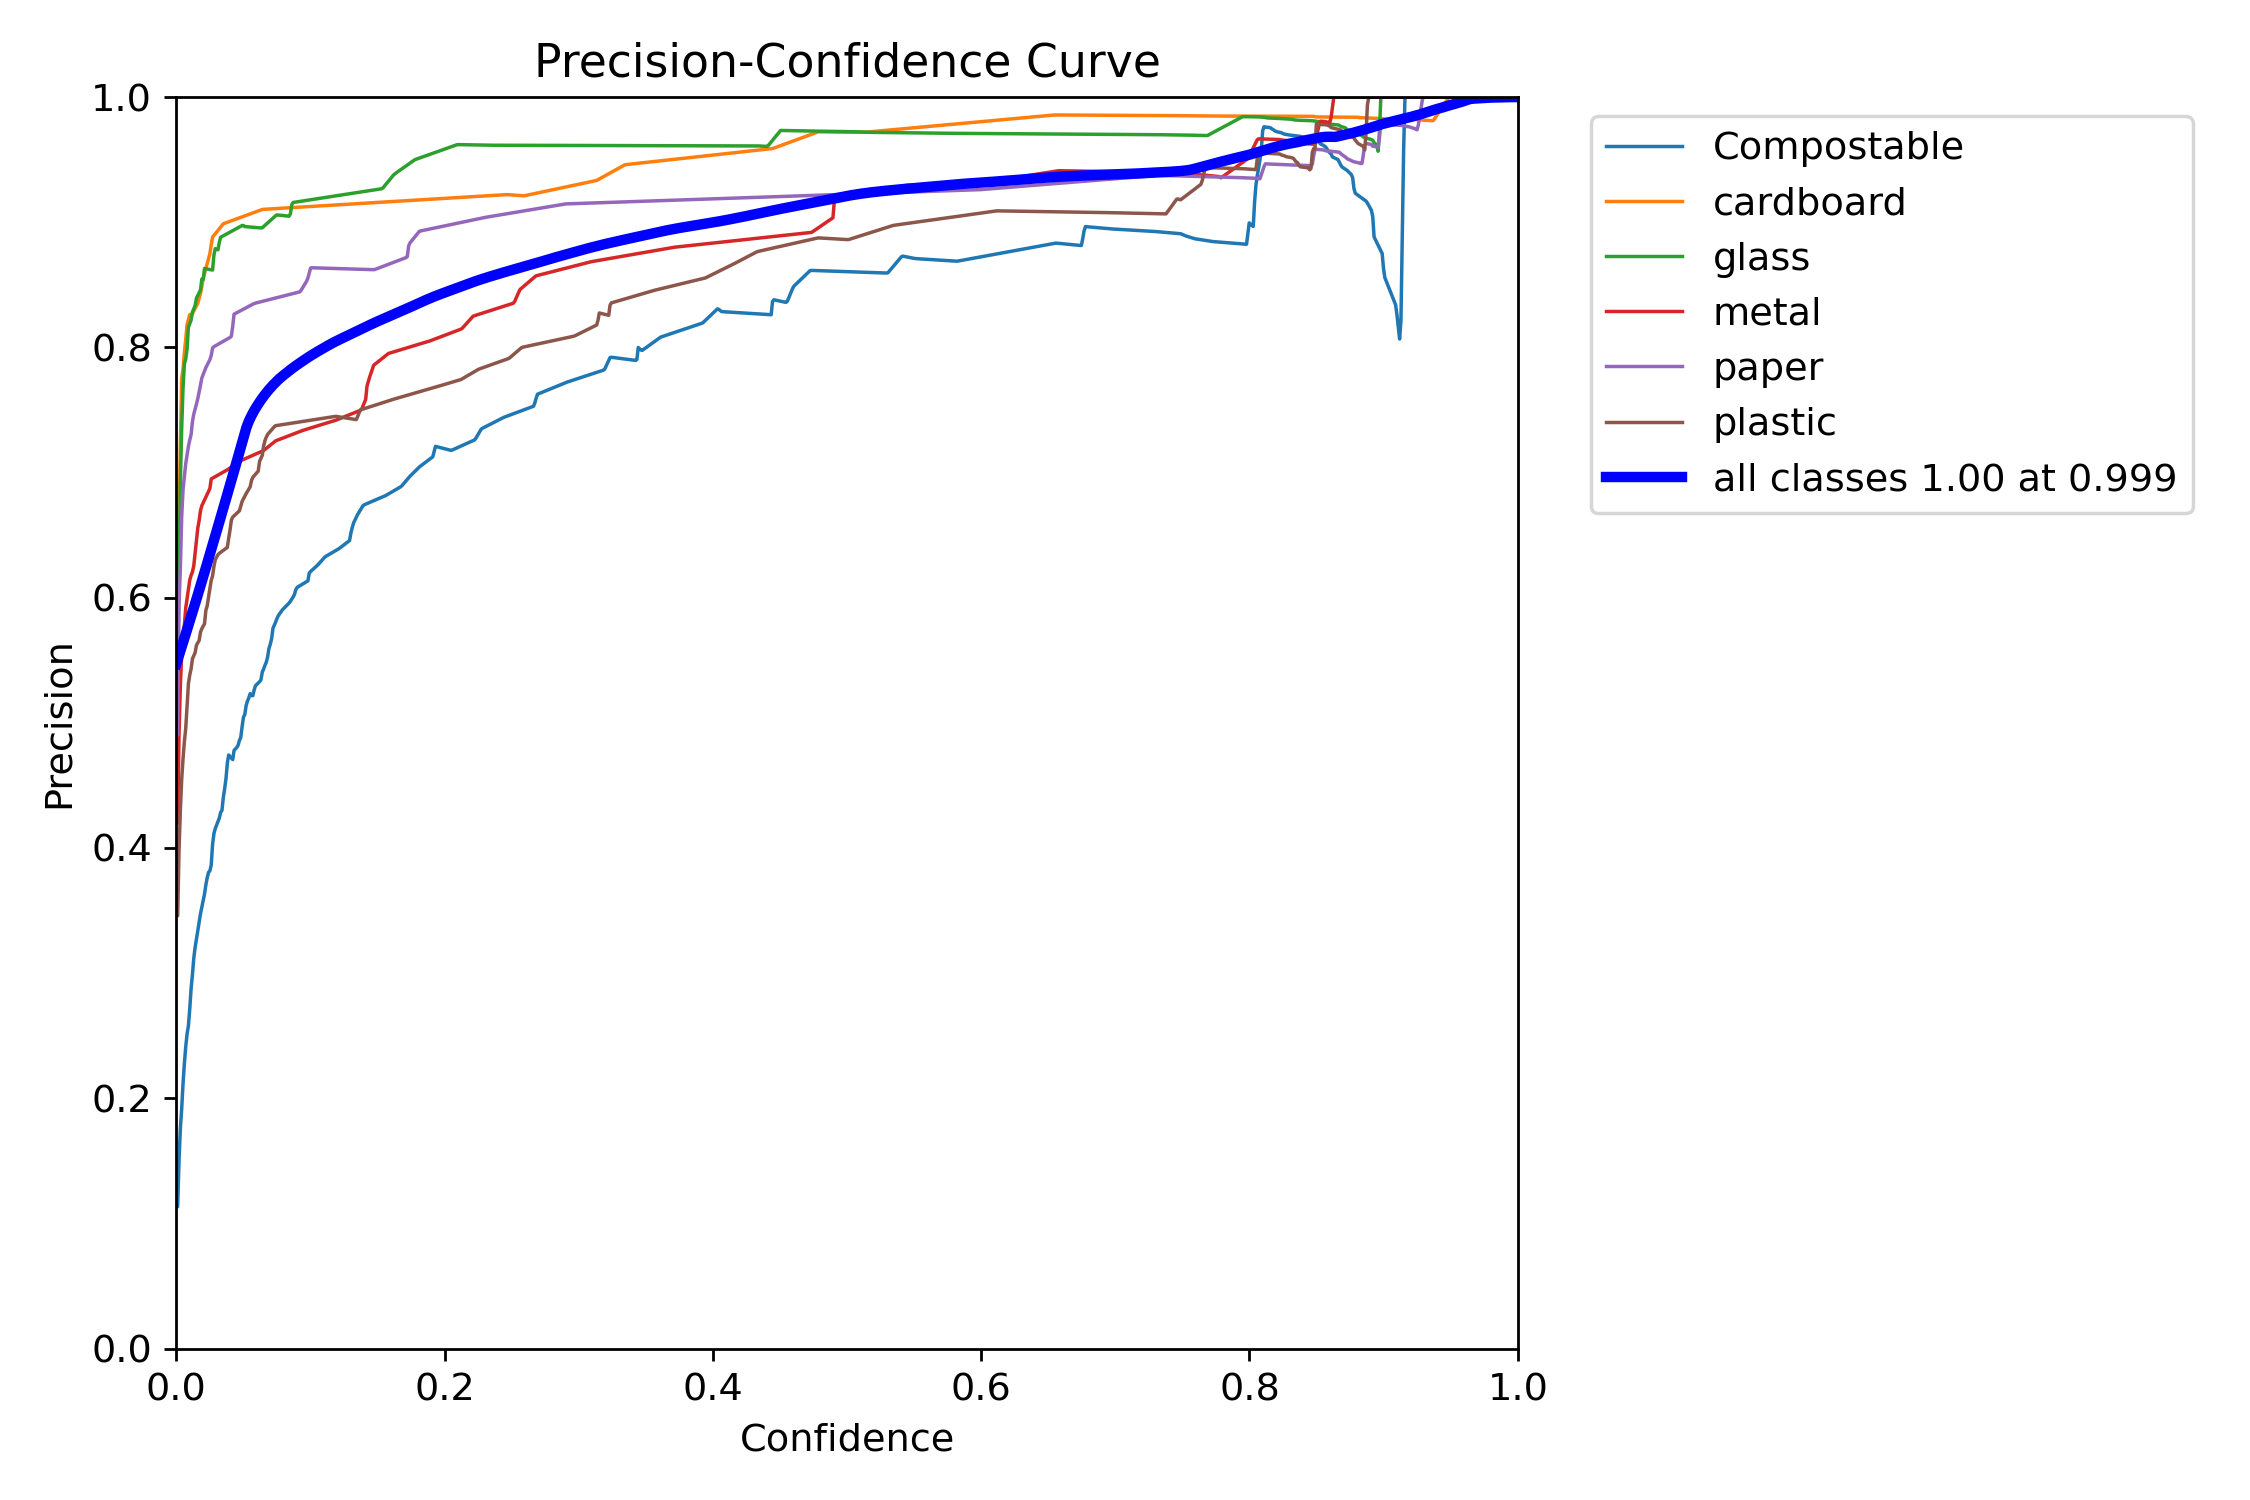 Precision-Confidence Curve
1.0
0.8
0.6
0.4
0.2
0.0
Precision
0.0 0.2 0.4 0.6 0.8 1.0
Confidence
Compostable
cardboard
glass
metal
paper
plastic
all classes 1.00 at 0.999